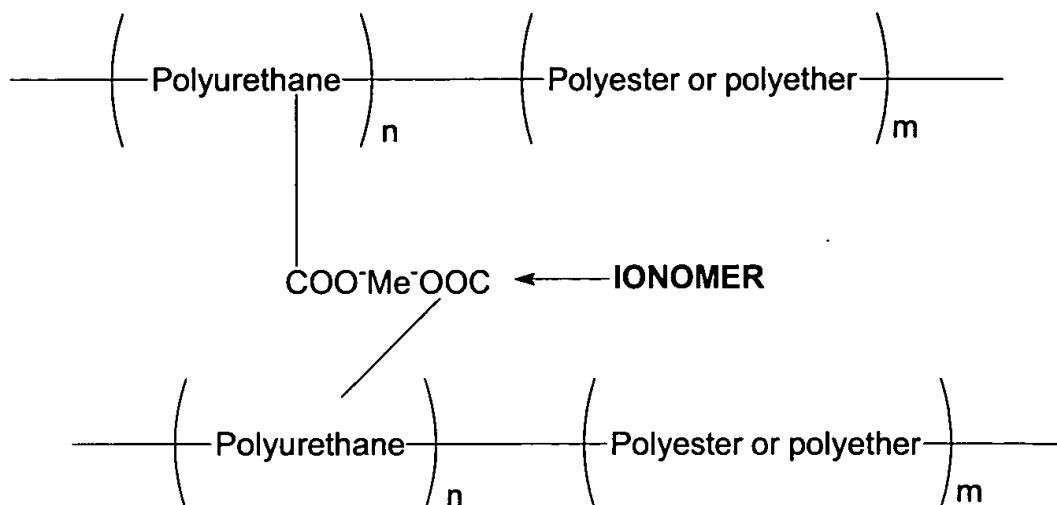 Polyurethane Polyester or polyether
n
m
COO⁻Me⁻OOC IONOMER
Polyurethane Polyester or polyether
n m